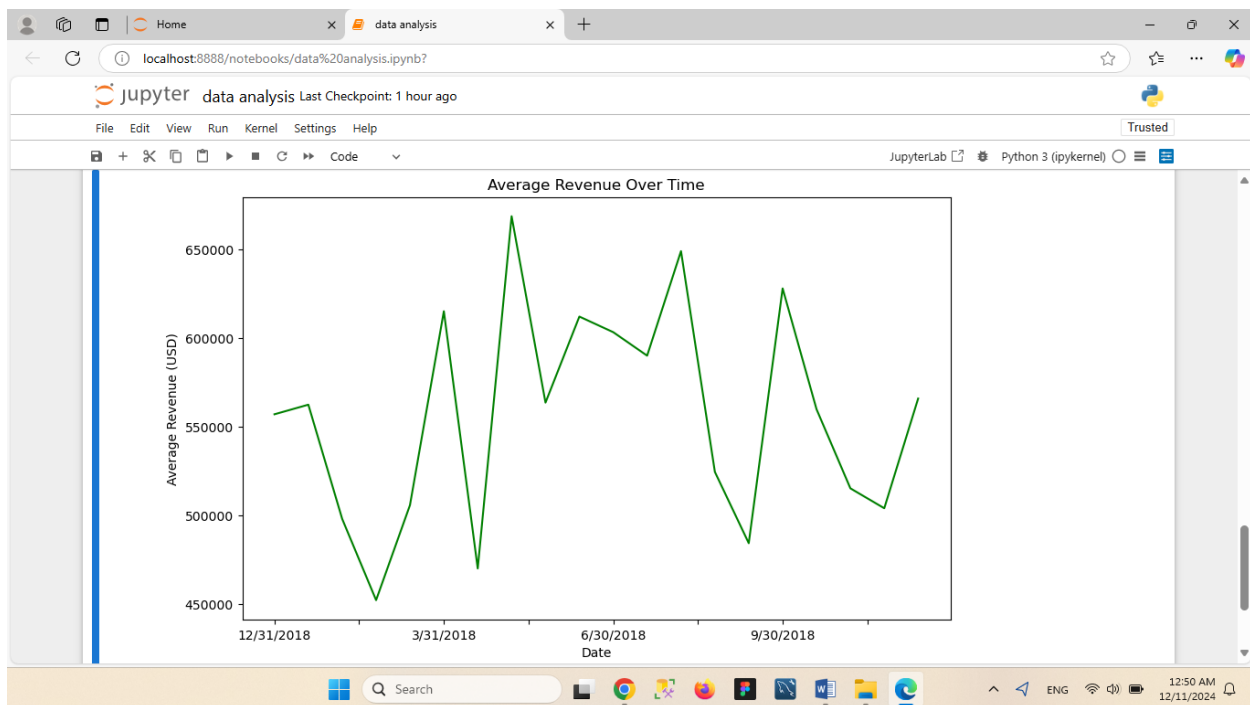 Home
data analysis
localhost:8888/notebooks/data%20analysis.ipynb?
jupyter data analysis Last Checkpoint: 1 hour ago
File Edit View Run Kernel Settings Help
Trusted
Code
JupyterLab
Python 3 (ipykernel)
Average Revenue Over Time
Average Revenue (USD)
650000
600000
550000
500000
450000
12/31/2018 3/31/2018 6/30/2018 9/30/2018
Date
Search
ENG
12:50 AM
12/11/2024